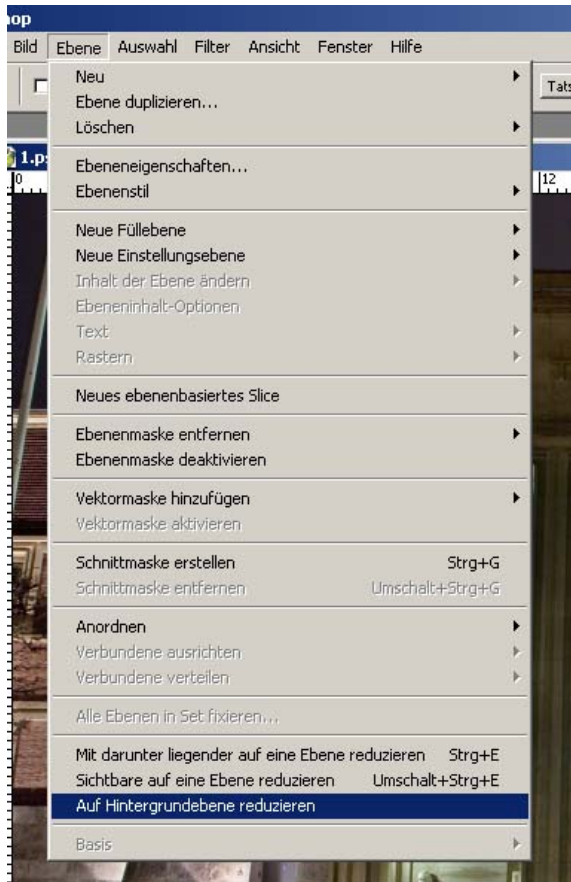 op
Bild Ebene Auswahl Filter Ansicht Fenster Hilfe
Neu
Ebene duplizieren...
Löschen
Ebeneneigenschaften...
Ebenenstil
Neue Füllebene
Neue Einstellungsebene
Inhalt der Ebene ändern
Ebeneninhalt-Optionen
Text
Rastern
Neues ebenenbasiertes Slice
Ebenenmaske entfernen
Ebenenmaske deaktivieren
Vektormaske hinzufügen
Vektormaske aktivieren
Schnittmaske erstellen Strg+G
Schnittmaske entfernen Umschalt+Strg+G
Anordnen
Verbundene ausrichten
Verbundene verteilen
Alle Ebenen in Set fixieren...
Mit darunter liegender auf eine Ebene reduzieren Strg+E
Sichtbare auf eine Ebene reduzieren Umschalt+Strg+E
Auf Hintergrundebene reduzieren
Basis
Tats
1.p
0
12